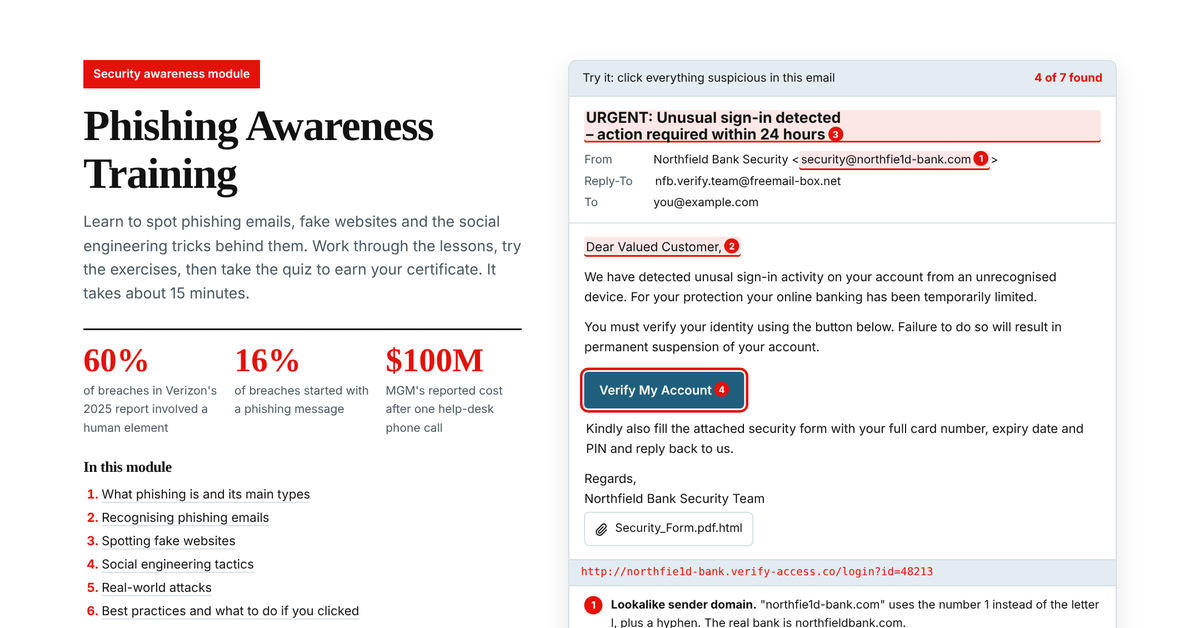 Security awareness module
Phishing Awareness
Training
Learn to spot phishing emails, fake websites and the social
engineering tricks behind them. Work through the lessons, try
the exercises, then take the quiz to earn your certificate. It
takes about 15 minutes.
60%
of breaches in Verizon's
2025 report involved a
human element
16%
of breaches started with
a phishing message
$100M
MGM's reported cost
after one help-desk
phone call
In this module
1. What phishing is and its main types
2. Recognising phishing emails
3. Spotting fake websites
4. Social engineering tactics
5. Real-world attacks
6. Best practices and what to do if you clicked
Try it: click everything suspicious in this email
4 of 7 found
URGENT: Unusual sign-in detected
– action required within 24 hours 3
From Northfield Bank Security <security@northfie1d-bank.com 1 >
Reply-To nfb.verify.team@freemail-box.net
To you@example.com
Dear Valued Customer, 2
We have detected unusal sign-in activity on your account from an unrecognised
device. For your protection your online banking has been temporarily limited.
You must verify your identity using the button below. Failure to do so will result in
permanent suspension of your account.
Verify My Account 4
Kindly also fill the attached security form with your full card number, expiry date and
PIN and reply back to us.
Regards,
Northfield Bank Security Team
Security_Form.pdf.html
http://northfie1d-bank.verify-access.co/login?id=48213
1 Lookalike sender domain. "northfie1d-bank.com" uses the number 1 instead of the letter
l, plus a hyphen. The real bank is northfieldbank.com.